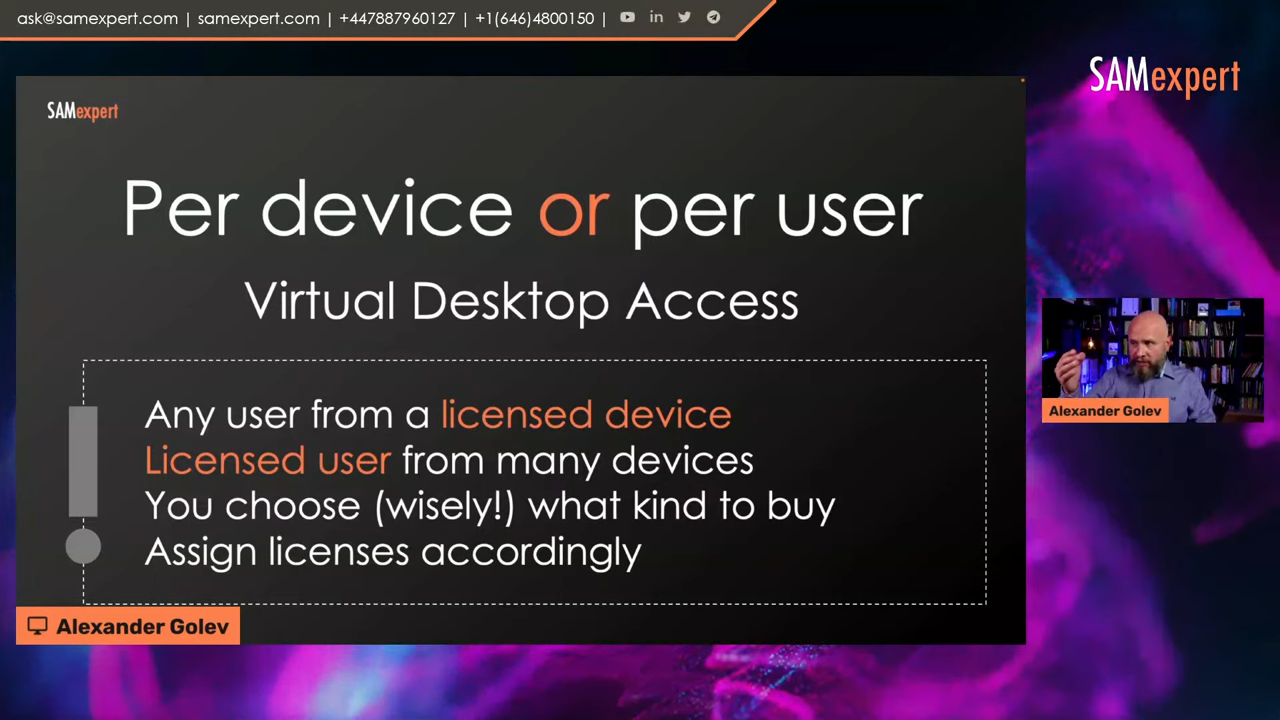 ask@samexpert.com | samexpert.com | +447887960127 | +1(646)4800150 |
SAMexpert
SAMexpert
Per device or per user
Virtual Desktop Access
Any user from a licensed device
Licensed user from many devices
You choose (wisely!) what kind to buy
Assign licenses accordingly
Alexander Golev
Alexander Golev